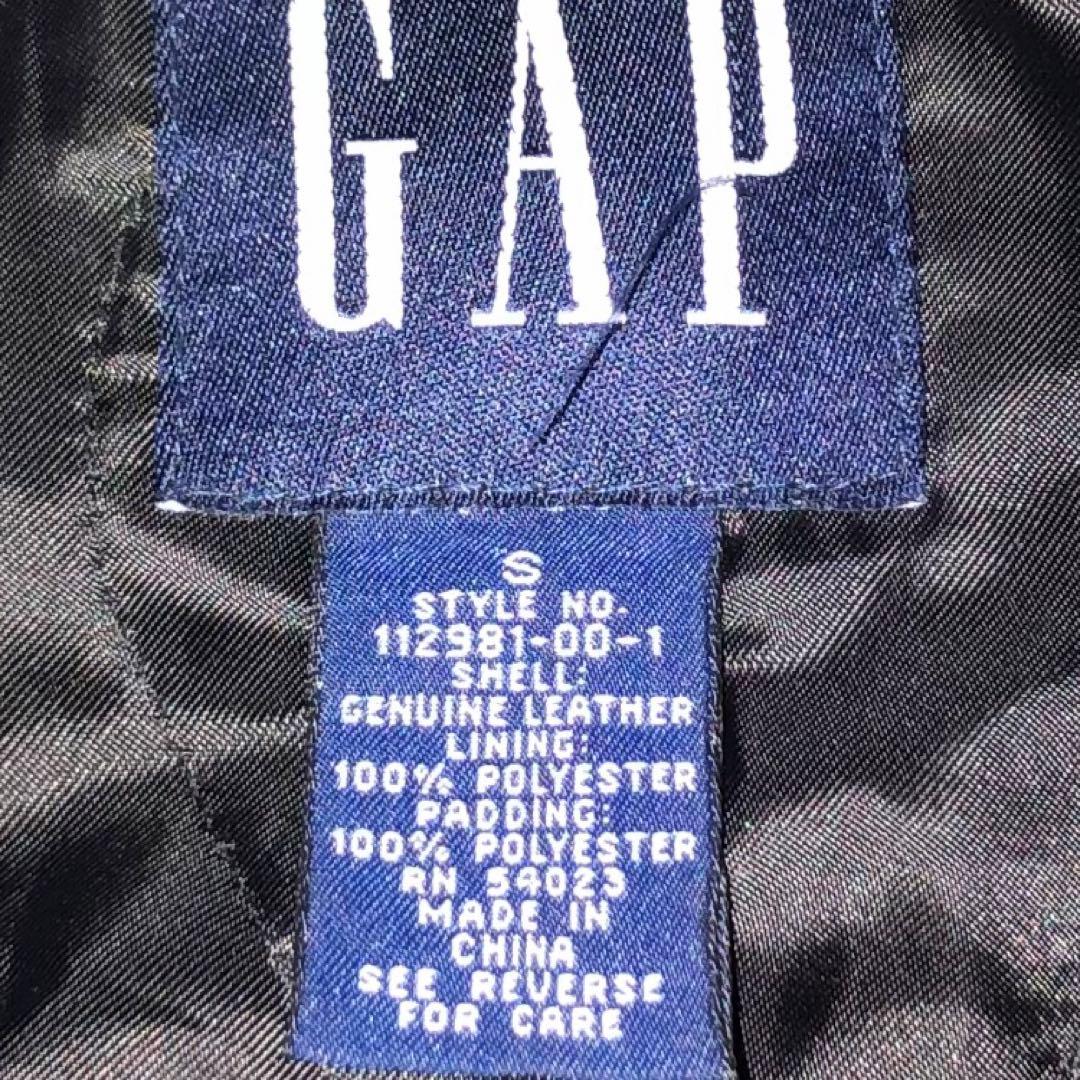 GAP
S
STYLE NO.
112981-00-1
SHELL:
GENUINE LEATHER
LINING:
100% POLYESTER
PADDING:
100% POLYESTER
RN 54023
MADE IN
CHINA
SEE REVERSE
FOR CARE